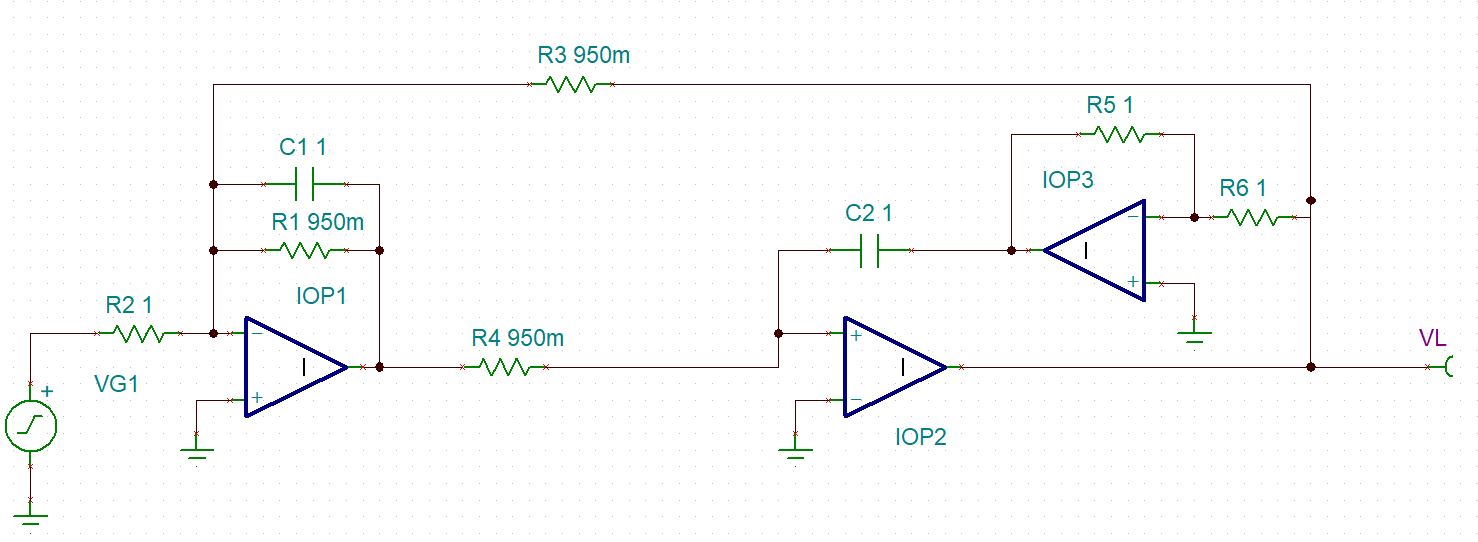 R3 950m
R5 1
C1 1
IOP3
R6 1
C2 1
R1 950m
IOP1
R2 1
R4 950m
VL
VG1
IOP2
+
−
+
+
−
−
+